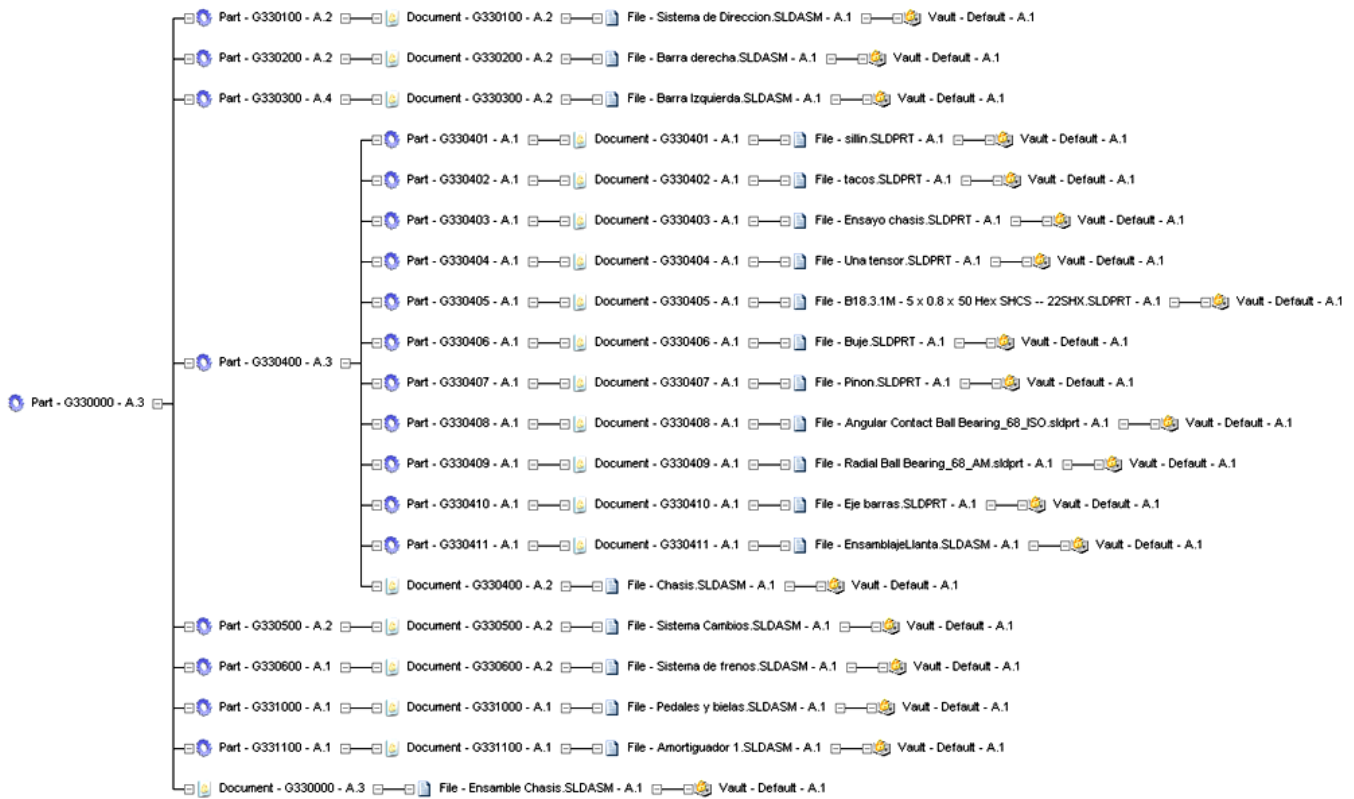 Part - G330100 - A.2 Document - G330100 - A.2 File - Sistema de Direccion.SLDASM - A.1 Vault - Default - A.1
Part - G330200 - A.2 Document - G330200 - A.2 File - Barra derecha.SLDASM - A.1 Vault - Default - A.1
Part - G330300 - A.4 Document - G330300 - A.2 File - Barra Izquierda.SLDASM - A.1 Vault - Default - A.1
Part - G330401 - A.1 Document - G330401 - A.1 File - sillin.SLDPRT - A.1 Vault - Default - A.1
Part - G330402 - A.1 Document - G330402 - A.1 File - tacos.SLDPRT - A.1 Vault - Default - A.1
Part - G330403 - A.1 Document - G330403 - A.1 File - Ensayo chasis.SLDPRT - A.1 Vault - Default - A.1
Part - G330404 - A.1 Document - G330404 - A.1 File - Una tensor.SLDPRT - A.1 Vault - Default - A.1
Part - G330405 - A.1 Document - G330405 - A.1 File - B18.3.1M - 5 x 0.8 x 50 Hex SHCS -- 22SHX.SLDPRT - A.1 Vault - Default - A.1
Part - G330406 - A.1 Document - G330406 - A.1 File - Buje.SLDPRT - A.1 Vault - Default - A.1
Part - G330400 - A.3
Part - G330407 - A.1 Document - G330407 - A.1 File - Pinon.SLDPRT - A.1 Vault - Default - A.1
Part - G330000 - A.3
Part - G330408 - A.1 Document - G330408 - A.1 File - Angular Contact Ball Bearing_68_ISO.sldprt - A.1 Vault - Default - A.1
Part - G330409 - A.1 Document - G330409 - A.1 File - Radial Ball Bearing_68_AM.sldprt - A.1 Vault - Default - A.1
Part - G330410 - A.1 Document - G330410 - A.1 File - Eje barras.SLDPRT - A.1 Vault - Default - A.1
Part - G330411 - A.1 Document - G330411 - A.1 File - EnsamblajeLlanta.SLDASM - A.1 Vault - Default - A.1
Document - G330400 - A.2 File - Chasis.SLDASM - A.1 Vault - Default - A.1
Part - G330500 - A.2 Document - G330500 - A.2 File - Sistema Cambios.SLDASM - A.1 Vault - Default - A.1
Part - G330600 - A.1 Document - G330600 - A.2 File - Sistema de frenos.SLDASM - A.1 Vault - Default - A.1
Part - G331000 - A.1 Document - G331000 - A.1 File - Pedales y bielas.SLDASM - A.1 Vault - Default - A.1
Part - G331100 - A.1 Document - G331100 - A.1 File - Amortiguador 1.SLDASM - A.1 Vault - Default - A.1
Document - G330000 - A.3 File - Ensamble Chasis.SLDASM - A.1 Vault - Default - A.1